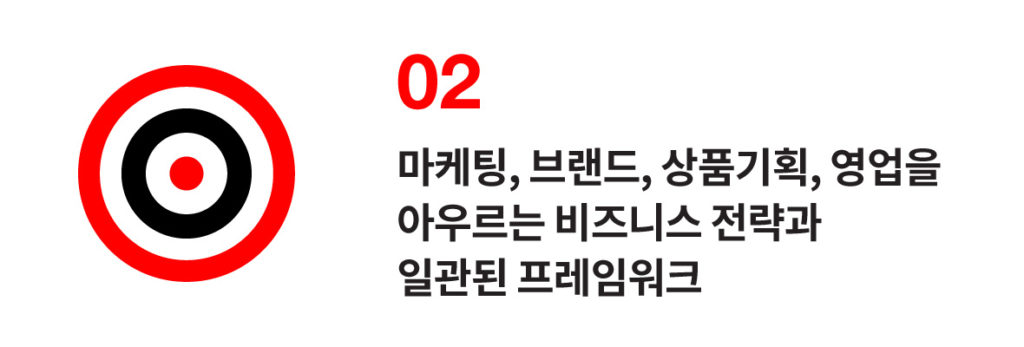 02
마케팅, 브랜드, 상품기획, 영업을
아우르는 비즈니스 전략과
일관된 프레임워크